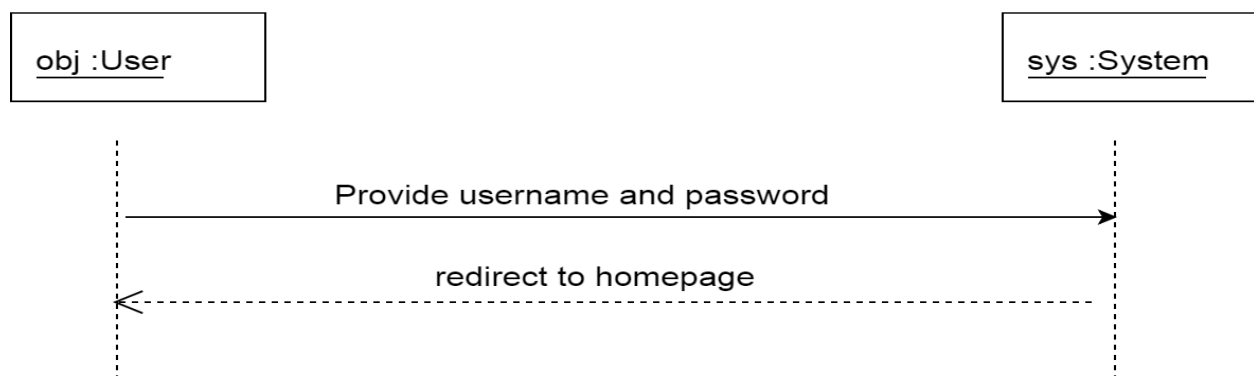 obj :User
sys :System
Provide username and password
redirect to homepage